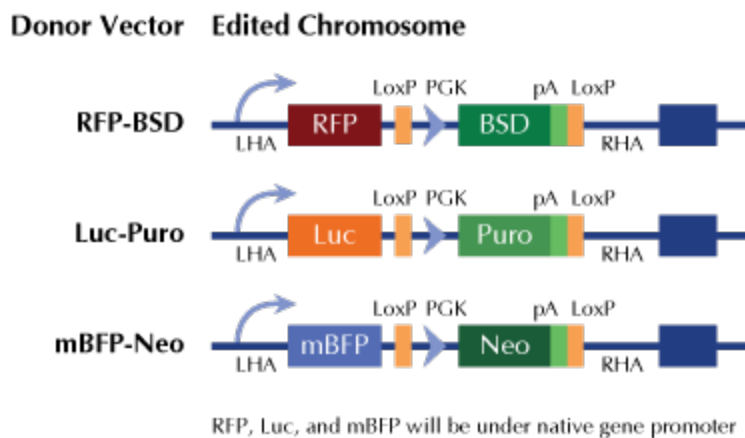 Donor Vector Edited Chromosome
LoxP PGK pA LoxP
RFP-BSD RFP BSD
LHA RHA
LoxP PGK pA LoxP
Luc-Puro Luc Puro
LHA RHA
LoxP PGK pA LoxP
mBFP-Neo mBFP Neo
LHA RHA
RFP, Luc, and mBFP will be under native gene promoter